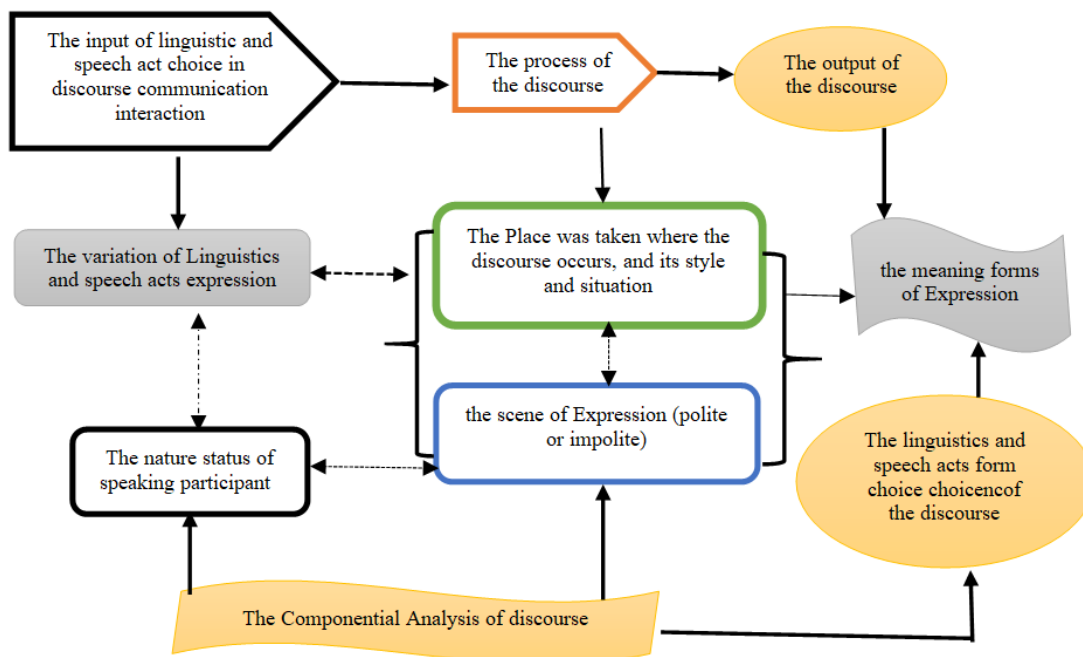 The input of linguistic and
speech act choice in
discourse communication
interaction
The process of
the discourse
The output of
the discourse
The variation of Linguistics
and speech acts expression
The Place was taken where the
discourse occurs, and its style
and situation
the meaning forms
of Expression
the scene of Expression (polite
or impolite)
The nature status of
speaking participant
The linguistics and
speech acts form
choice choicencof
the discourse
The Componential Analysis of discourse